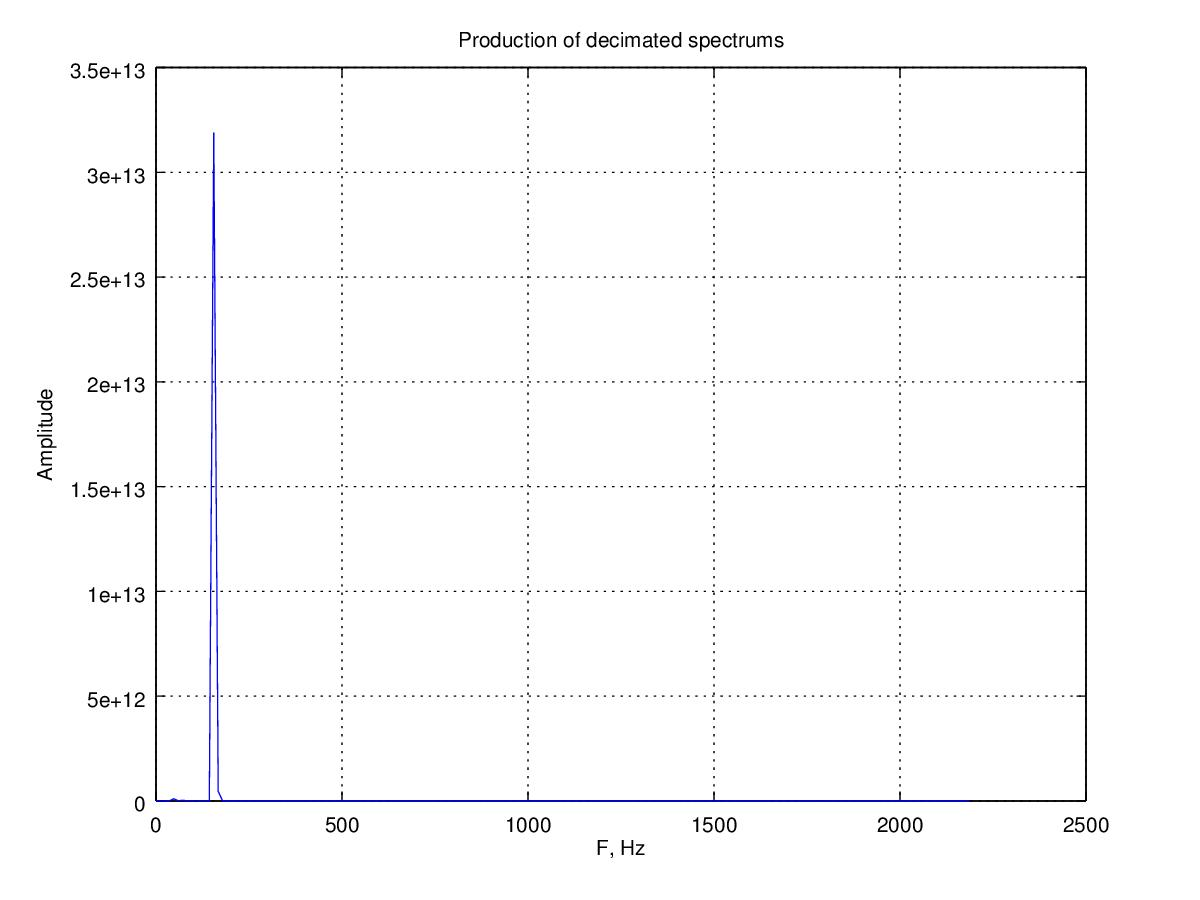 Production of decimated spectrums
3.5e+13
3e+13
2.5e+13
2e+13
1.5e+13
1e+13
5e+12
0
Amplitude
0 500 1000 1500 2000 2500
F, Hz